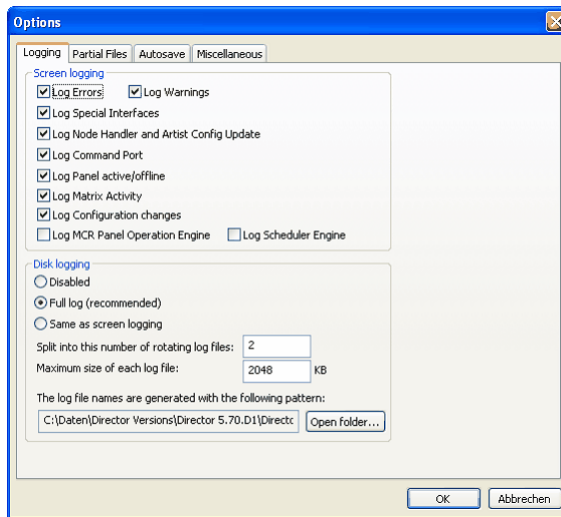 Options
Logging Partial Files Autosave Miscellaneous
Screen logging
Log Errors Log Warnings
Log Special Interfaces
Log Node Handler and Artist Config Update
Log Command Port
Log Panel active/offline
Log Matrix Activity
Log Configuration changes
Log MCR Panel Operation Engine Log Scheduler Engine
Disk logging
Disabled
Full log (recommended)
Same as screen logging
Split into this number of rotating log files: 2
Maximum size of each log file: 2048 KB
The log file names are generated with the following pattern:
C:\Daten\Director Versions\Director 5.70.D1\Directo Open folder...
OK Abbrechen